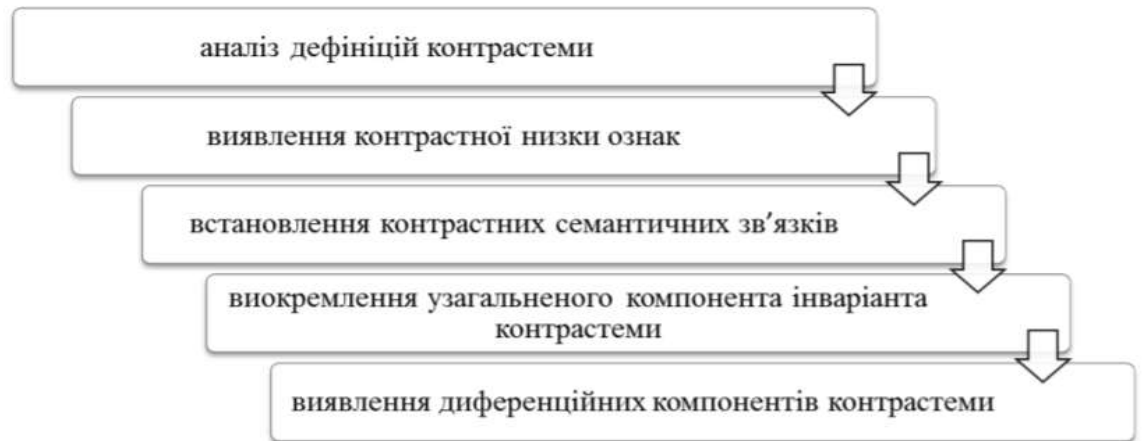 аналіз дефініцій контрастеми
виявлення контрастної низки ознак
встановлення контрастних семантичних зв’язків
виокремлення узагальненого компонента інваріанта
контрастеми
виявлення диференційних компонентів контрастеми